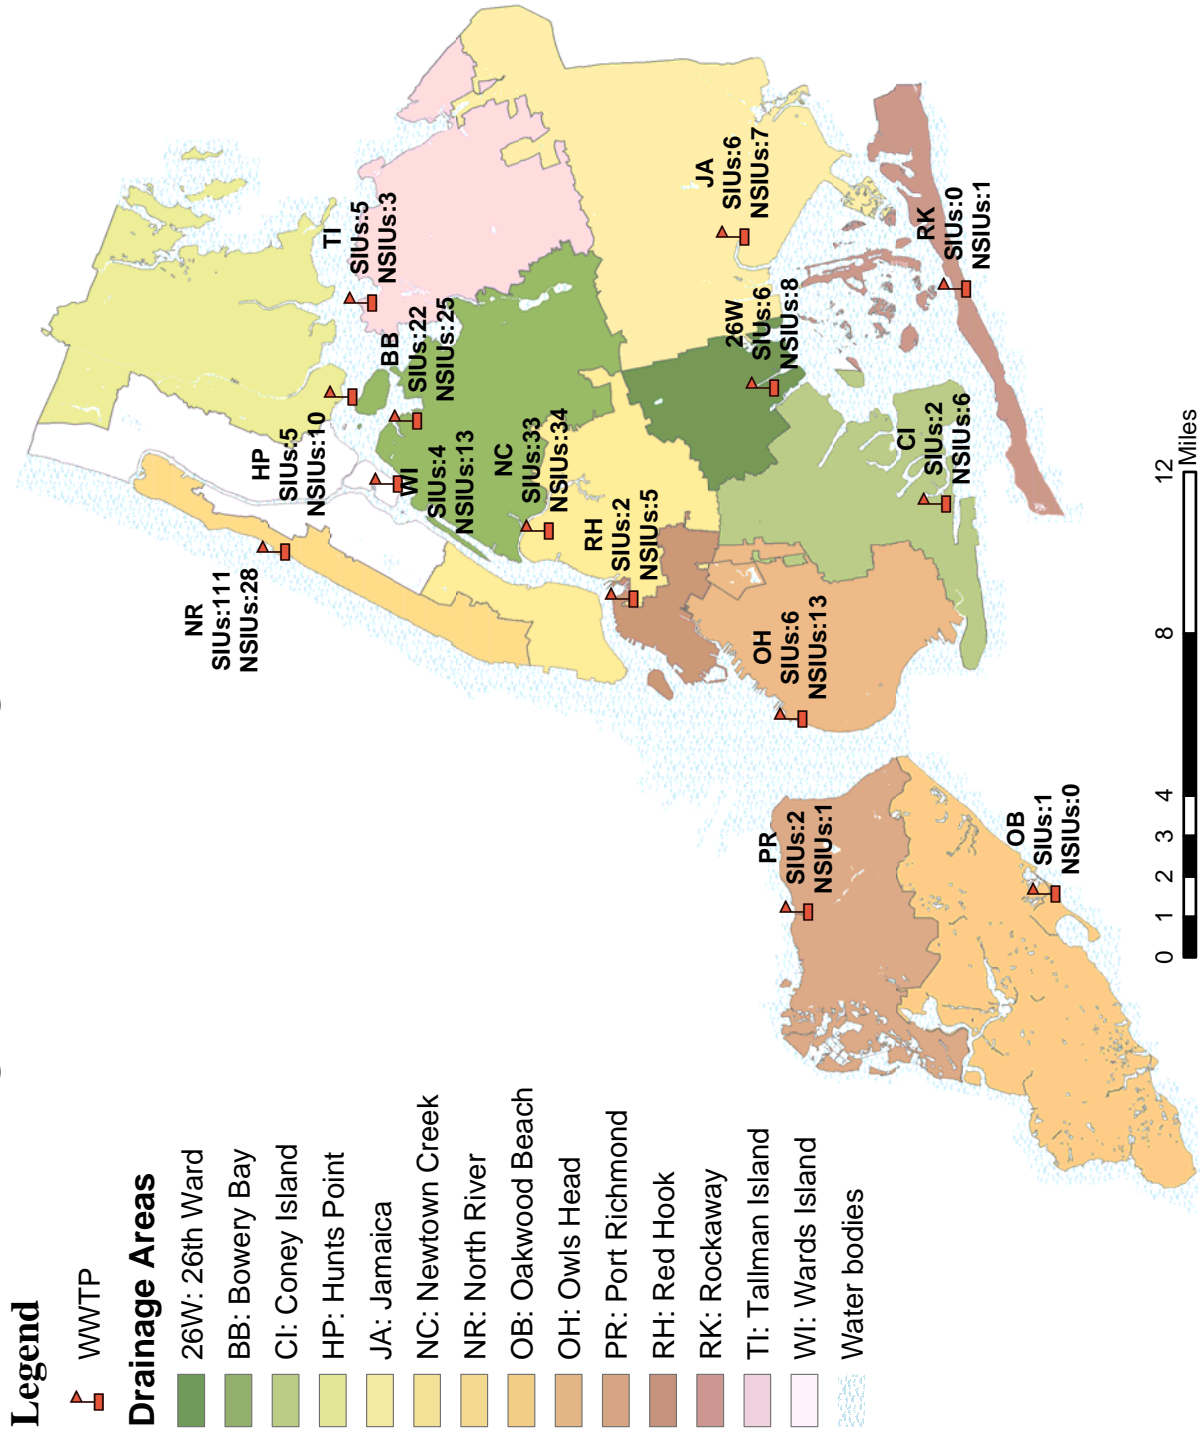 Legend
WWTP
Drainage Areas
26W: 26th Ward
BB: Bowery Bay
CI: Coney Island
HP: Hunts Point
JA: Jamaica
NC: Newtown Creek
NR: North River
OB: Oakwood Beach
OH: Owls Head
PR: Port Richmond
RH: Red Hook
RK: Rockaway
TI: Tallman Island
WI: Wards Island
Water bodies
NR
SIUs:111
NSIUs:28
HP
SIUs:5
NSIUs:10
TI
SIUs:5
NSIUs:3
BB
SIUs:22
NSIUs:25
WI
SIUs:4
NSIUs:13
NC
SIUs:33
NSIUs:34
RH
SIUs:2
NSIUs:5
JA
SIUs:6
NSIUs:7
26W
SIUs:6
NSIUs:8
OH
SIUs:6
NSIUs:13
CI
SIUs:2
NSIUs:6
RK
SIUs:0
NSIUs:1
PR
SIUs:2
NSIUs:1
OB
SIUs:1
NSIUs:0
0 1 2 3 4 8 12
Miles